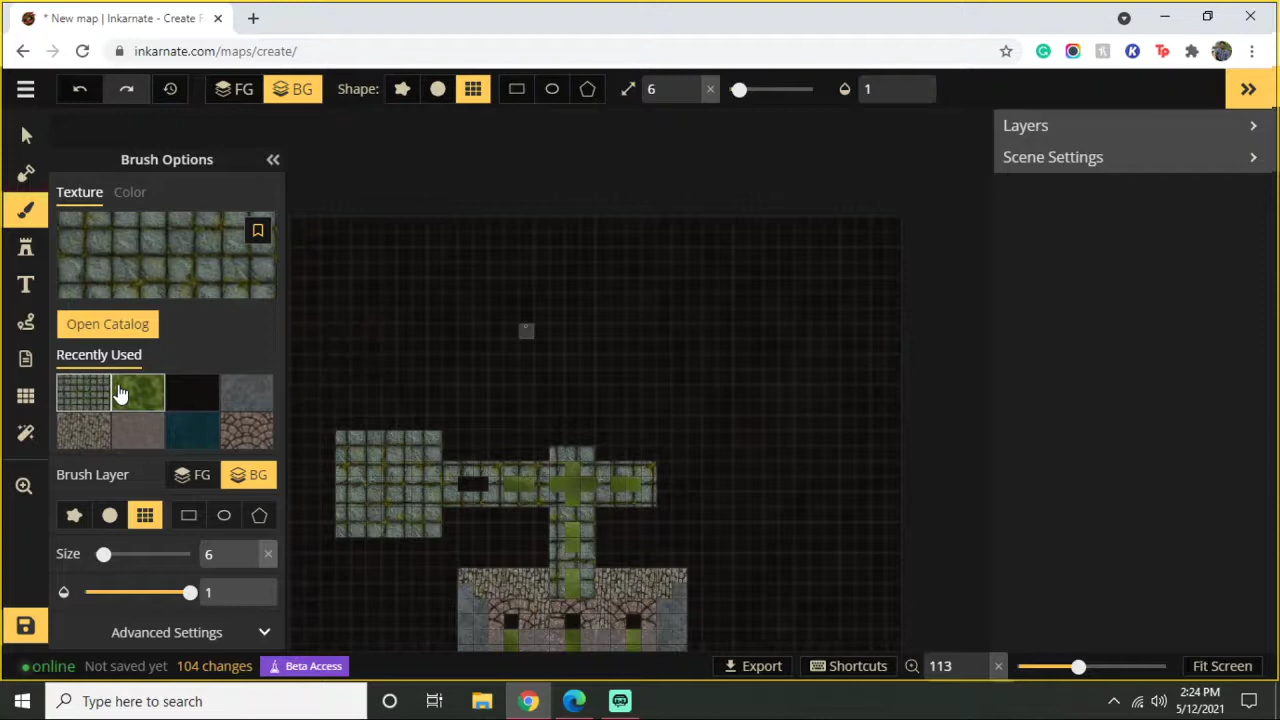 * New map | Inkarnate - Create F
inkarnate.com/maps/create/
FG BG Shape: 6 1
Layers
Scene Settings
Brush Options
Texture Color
Open Catalog
Recently Used
Brush Layer FG BG
Size 6
1
Advanced Settings
online Not saved yet 104 changes Beta Access Export Shortcuts 113 Fit Screen
Type here to search
2:24 PM
5/12/2021